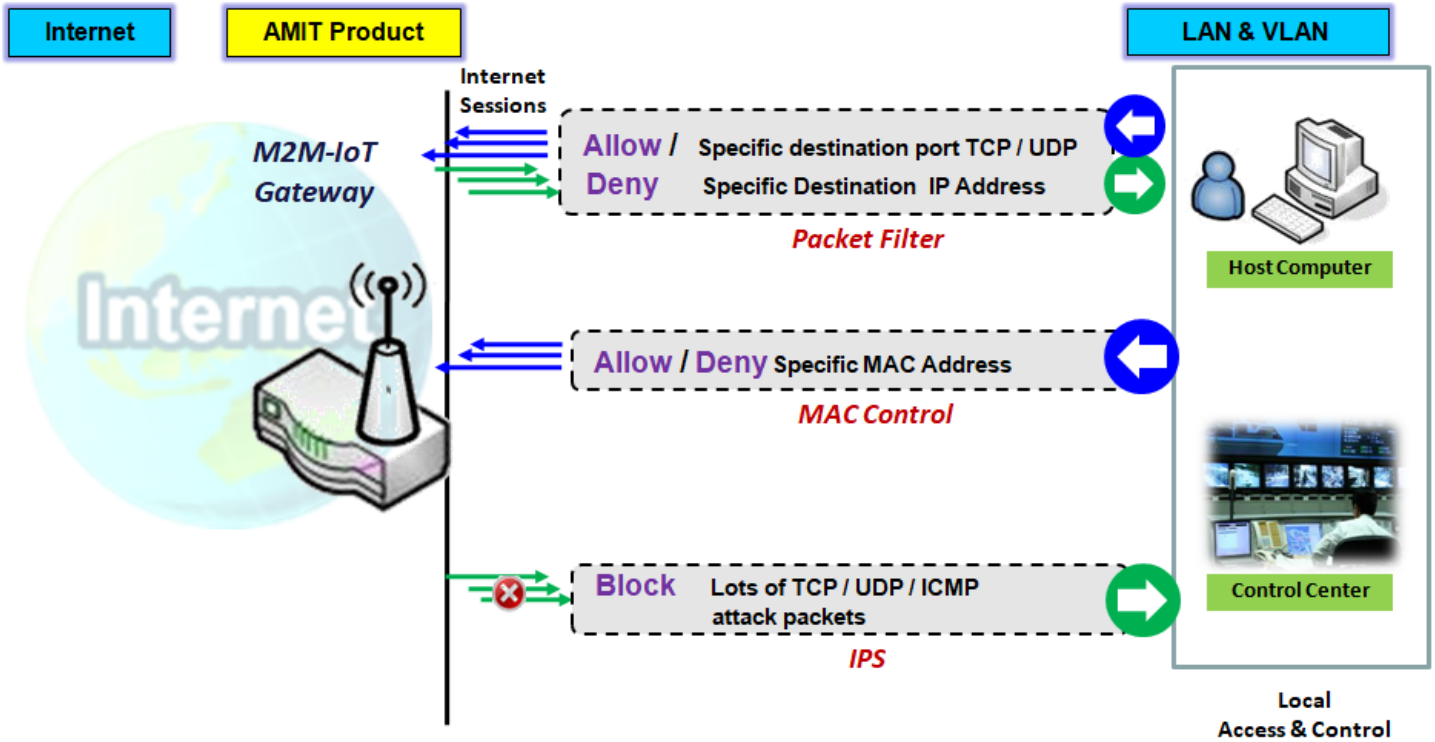 Internet
AMIT Product
LAN & VLAN
Internet
Sessions
M2M-IoT
Gateway
Allow / Specific destination port TCP / UDP
Deny Specific Destination IP Address
Packet Filter
Host Computer
Internet
Allow / Deny Specific MAC Address
MAC Control
Block Lots of TCP / UDP / ICMP
attack packets
IPS
Control Center
Local
Access & Control